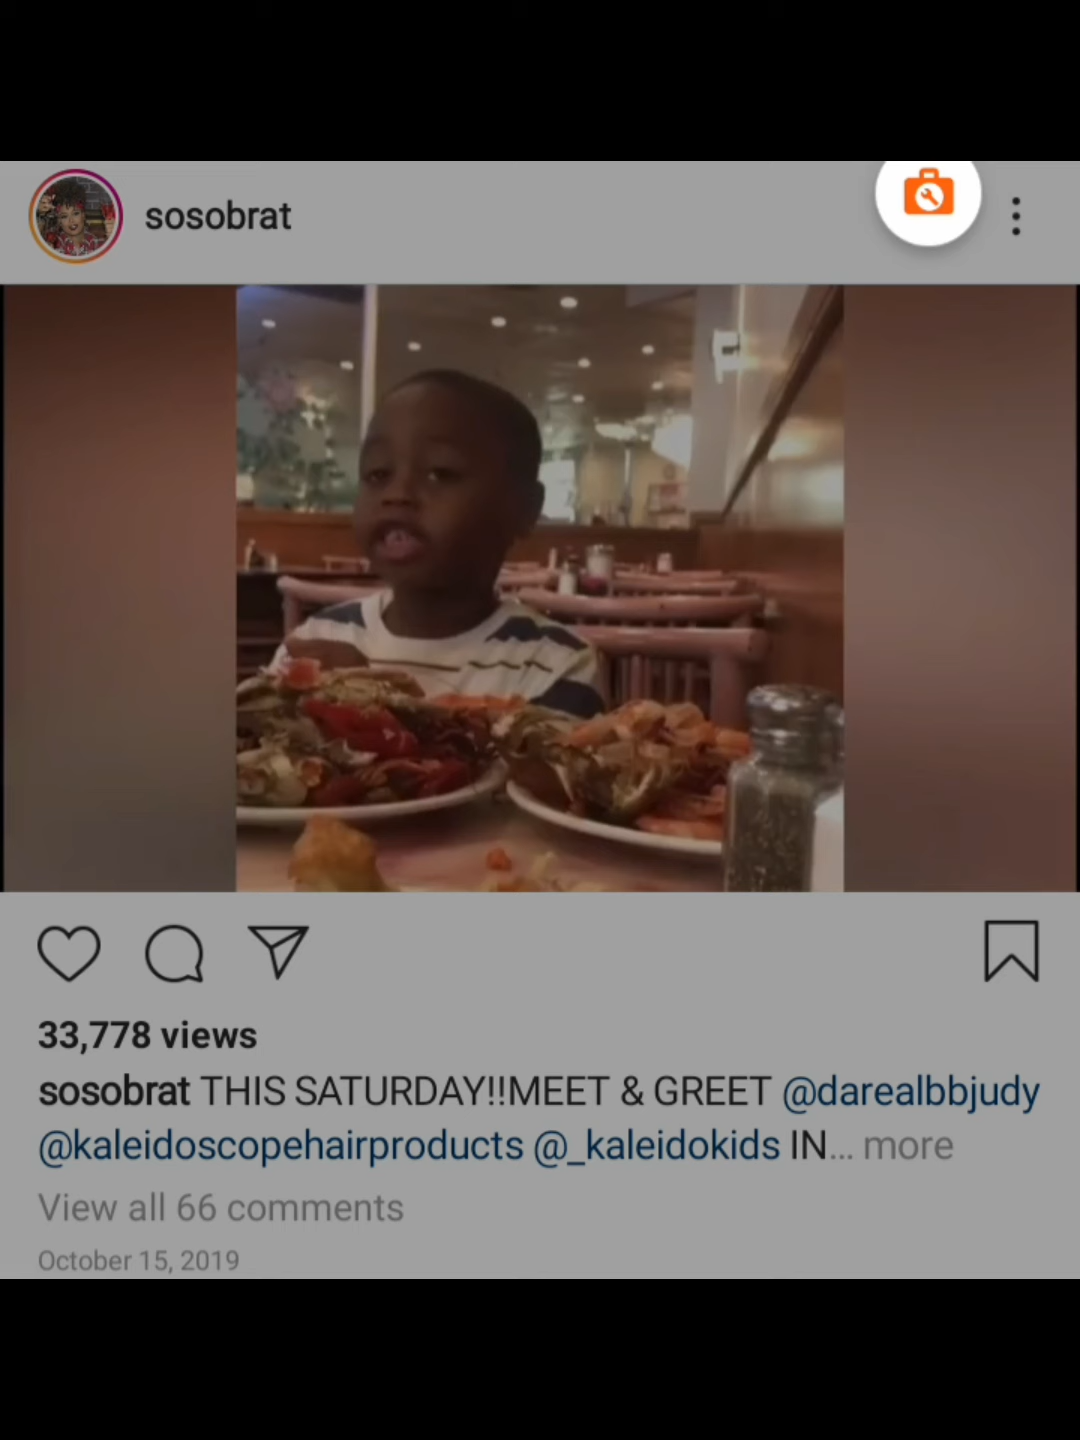 sosobrat
33,778 views
sosobrat THIS SATURDAY!!MEET & GREET @darealbbjudy
@kaleidoscopehairproducts @_kaleidokids IN... more
View all 66 comments
October 15, 2019